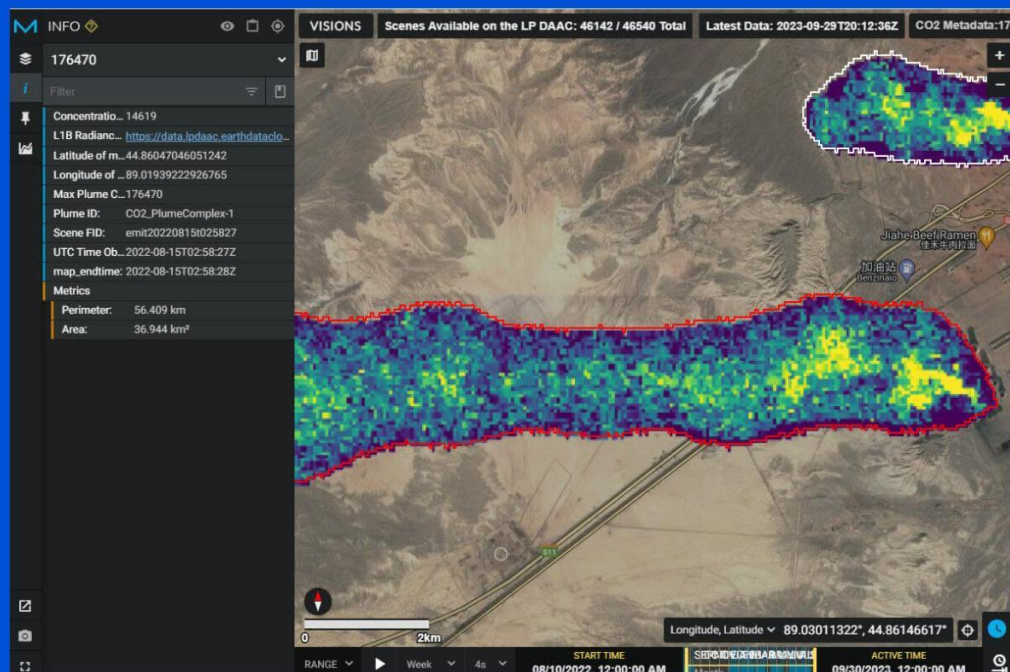 INFO
VISIONS
Scenes Available on the LP DAAC: 46142 / 46540 Total
Latest Data: 2023-09-29T20:12:36Z
CO2 Metadata:17
176470
Filter
Concentratio... 14619
L1B Radianc... https://data.lpdaac.earthdataclo...
Latitude of m...44.86047046051242
Longitude of ...89.01939222926765
Max Plume C...176470
Plume ID: CO2_PlumeComplex-1
Scene FID: emit20220815t025827
UTC Time Ob...2022-08-15T02:58:27Z
map_endtime: 2022-08-15T02:58:28Z
Metrics
Perimeter: 56.409 km
Area: 36.944 km²
Jiahe Beef Ramen
佳禾牛肉拉面
加油站
Benzinaio
S11
0 2km
Longitude, Latitude 89.03011322°, 44.86146617°
RANGE
Week
4s
START TIME
08/10/2022, 12:00:00 AM
ACTIVE TIME
09/30/2023, 12:00:00 AM